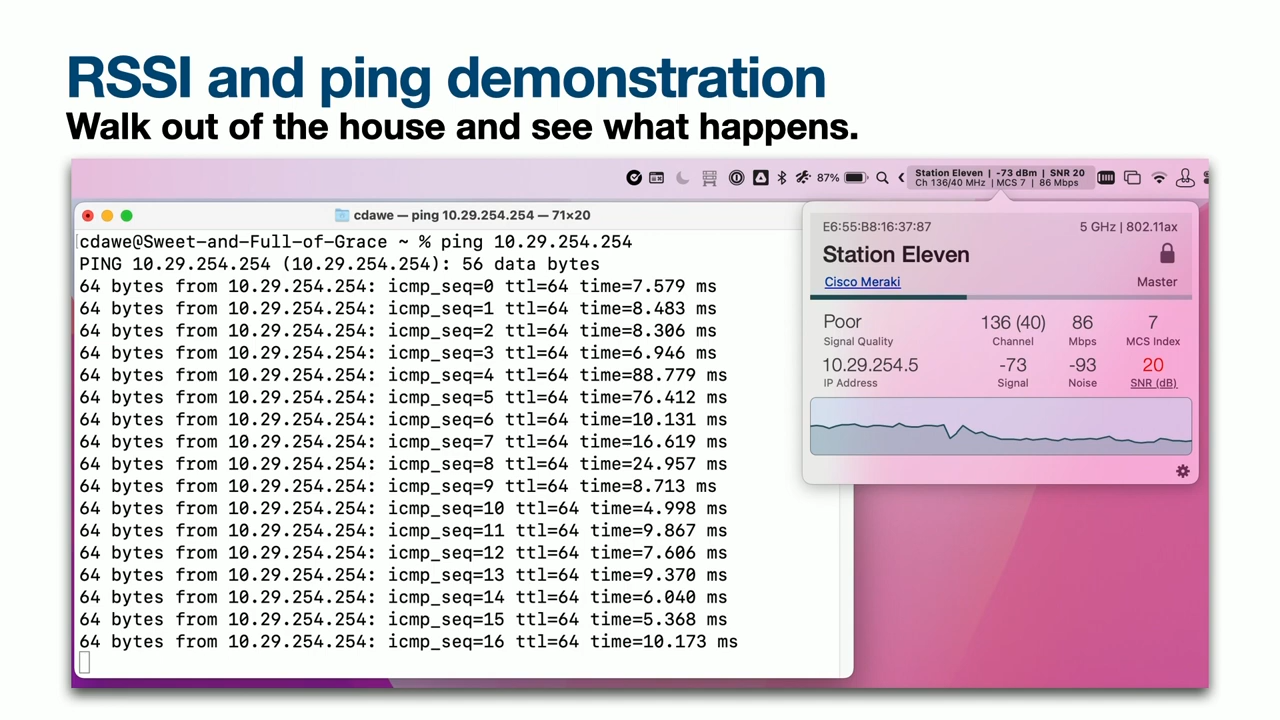 RSSI and ping demonstration
Walk out of the house and see what happens.
87%
Station Eleven | -73 dBm | SNR 20
Ch 136/40 MHz | MCS 7 | 86 Mbps
cdawe — ping 10.29.254.254 — 71×20
cdawe@Sweet-and-Full-of-Grace ~ % ping 10.29.254.254
PING 10.29.254.254 (10.29.254.254): 56 data bytes
64 bytes from 10.29.254.254: icmp_seq=0 ttl=64 time=7.579 ms
64 bytes from 10.29.254.254: icmp_seq=1 ttl=64 time=8.483 ms
64 bytes from 10.29.254.254: icmp_seq=2 ttl=64 time=8.306 ms
64 bytes from 10.29.254.254: icmp_seq=3 ttl=64 time=6.946 ms
64 bytes from 10.29.254.254: icmp_seq=4 ttl=64 time=88.779 ms
64 bytes from 10.29.254.254: icmp_seq=5 ttl=64 time=76.412 ms
64 bytes from 10.29.254.254: icmp_seq=6 ttl=64 time=10.131 ms
64 bytes from 10.29.254.254: icmp_seq=7 ttl=64 time=16.619 ms
64 bytes from 10.29.254.254: icmp_seq=8 ttl=64 time=24.957 ms
64 bytes from 10.29.254.254: icmp_seq=9 ttl=64 time=8.713 ms
64 bytes from 10.29.254.254: icmp_seq=10 ttl=64 time=4.998 ms
64 bytes from 10.29.254.254: icmp_seq=11 ttl=64 time=9.867 ms
64 bytes from 10.29.254.254: icmp_seq=12 ttl=64 time=7.606 ms
64 bytes from 10.29.254.254: icmp_seq=13 ttl=64 time=9.370 ms
64 bytes from 10.29.254.254: icmp_seq=14 ttl=64 time=6.040 ms
64 bytes from 10.29.254.254: icmp_seq=15 ttl=64 time=5.368 ms
64 bytes from 10.29.254.254: icmp_seq=16 ttl=64 time=10.173 ms
E6:55:B8:16:37:87 5 GHz | 802.11ax
Station Eleven
Cisco Meraki Master
Poor 136 (40) 86 7
Signal Quality Channel Mbps MCS Index
10.29.254.5 -73 -93 20
IP Address Signal Noise SNR (dB)